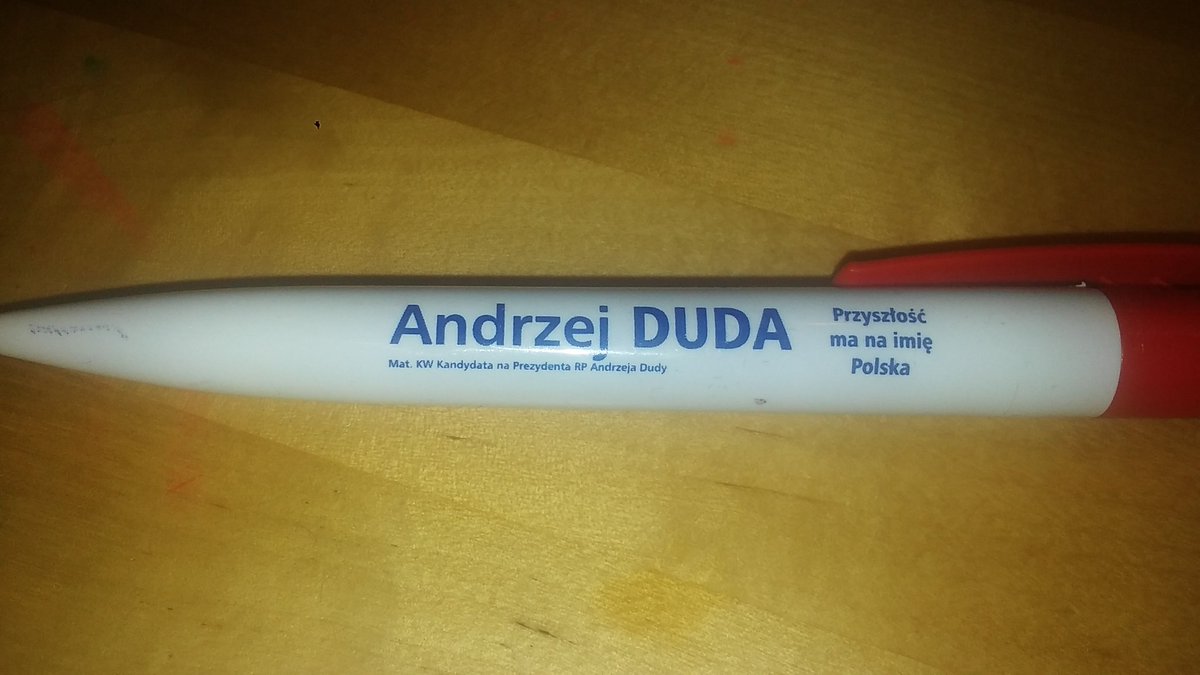 Andrzej DUDA
Mat. KW Kandydata na Prezydenta RP Andrzeja Dudy
Przyszłość
ma na imię
Polska